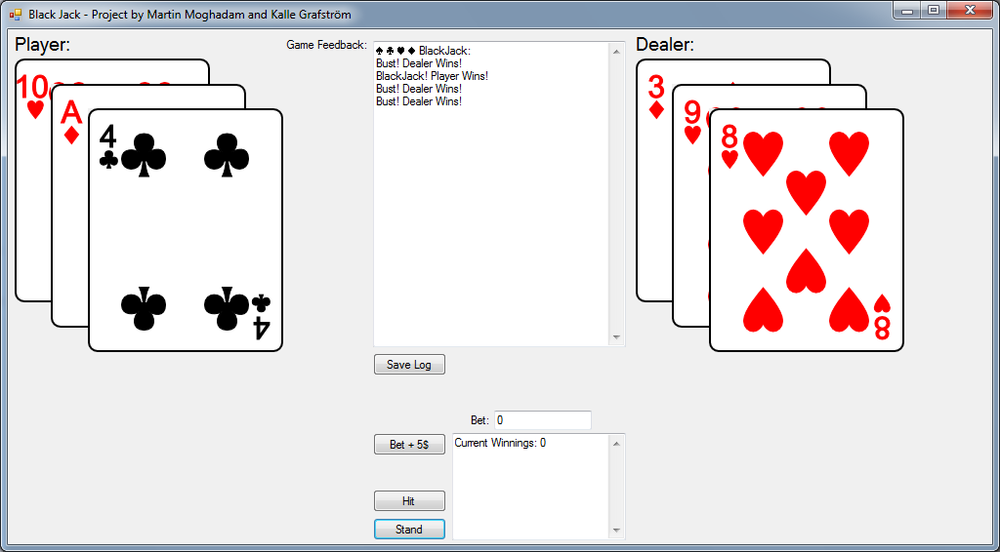 Black Jack - Project by Martin Moghadam and Kalle Grafström
Player:
10
A
4
4
Game Feedback:
♠ ♣ ♥ ♦ BlackJack:
Bust! Dealer Wins!
BlackJack! Player Wins!
Bust! Dealer Wins!
Bust! Dealer Wins!
Dealer:
3
9
8
8
Save Log
Bet: 0
Bet + 5$
Current Winnings: 0
Hit
Stand